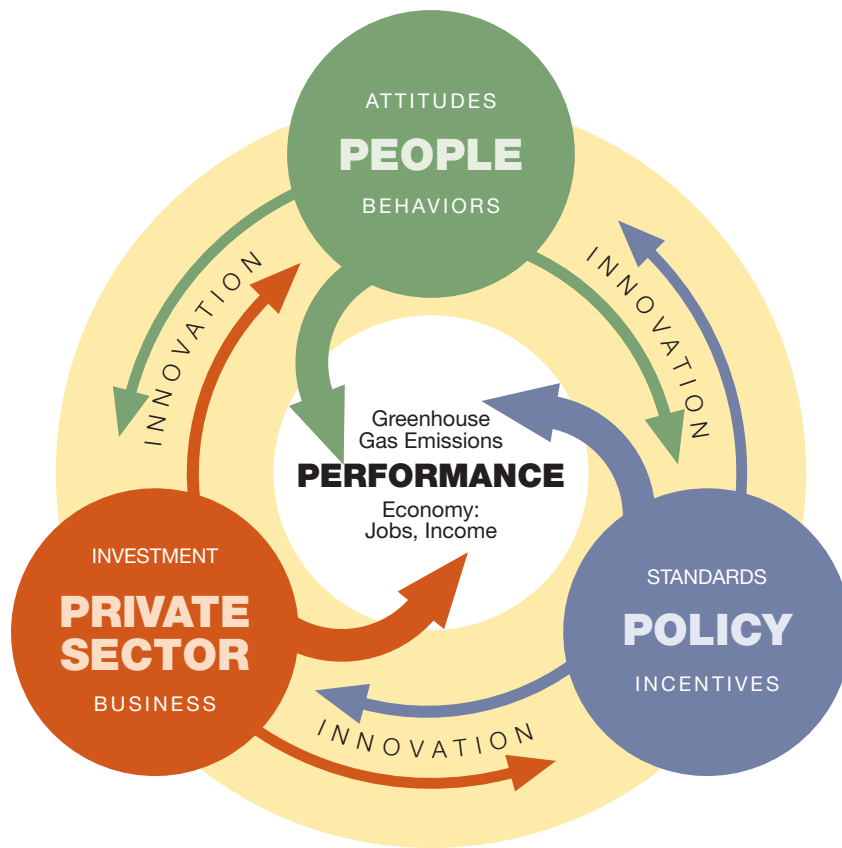 ATTITUDES
PEOPLE
BEHAVIORS
INNOVATION
INNOVATION
Greenhouse
Gas Emissions
PERFORMANCE
Economy:
Jobs, Income
INVESTMENT
PRIVATE
SECTOR
BUSINESS
STANDARDS
POLICY
INCENTIVES
INNOVATION